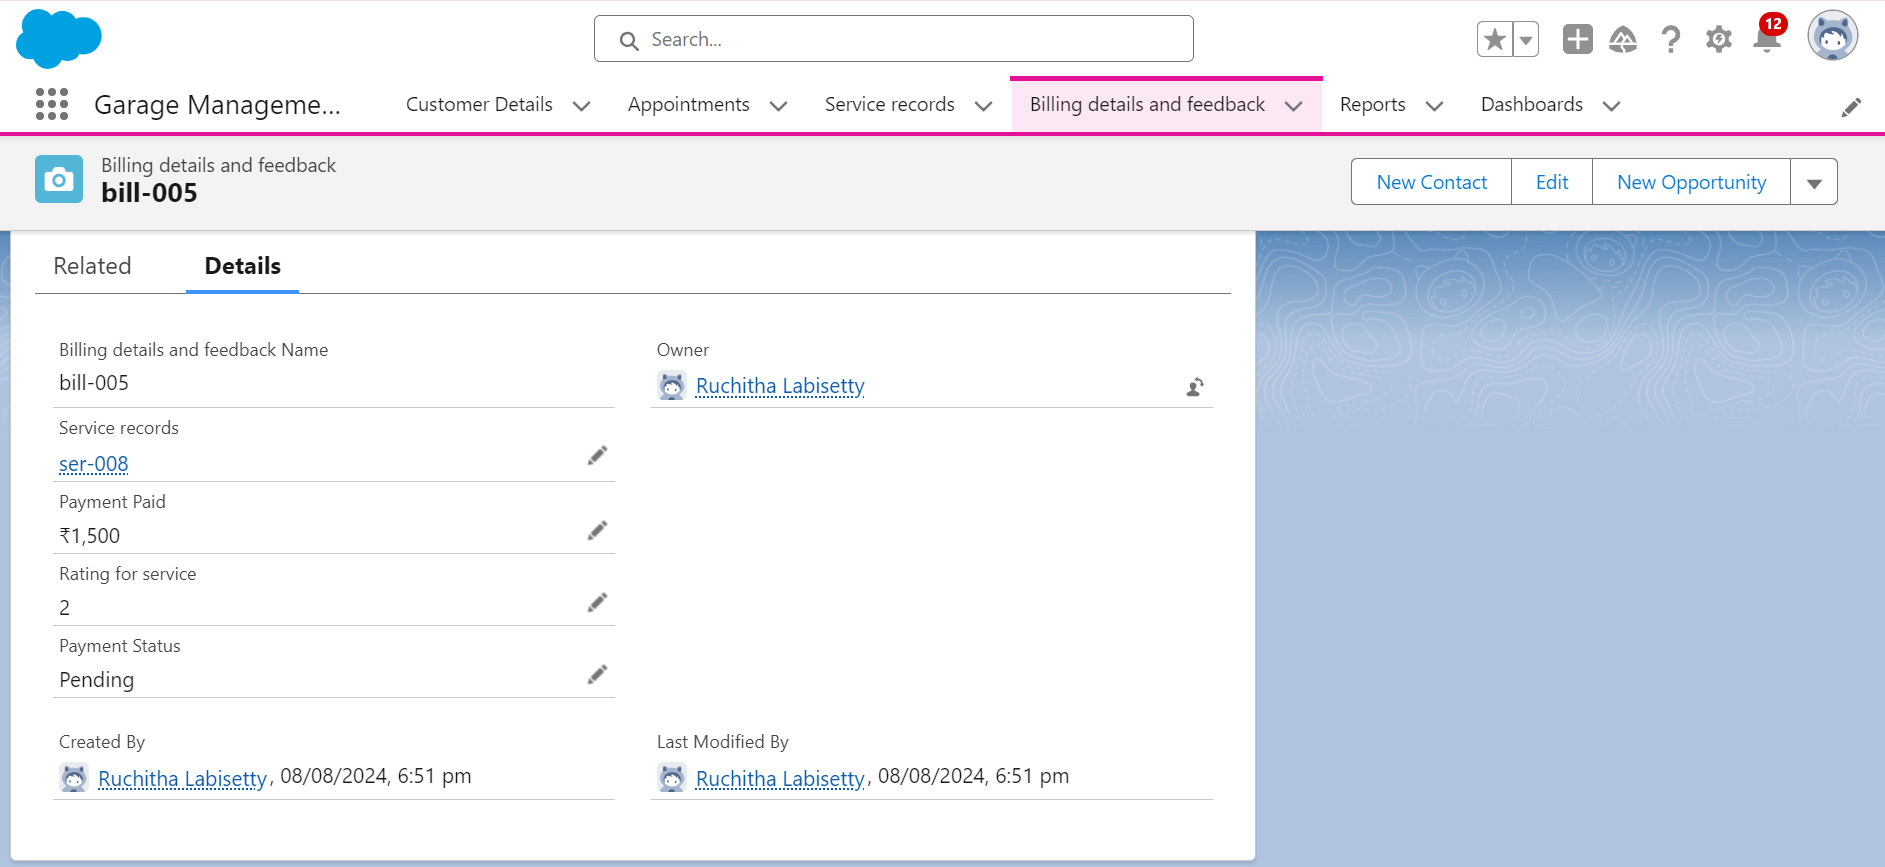 Search...
12
Garage Manageme...
Customer Details
Appointments
Service records
Billing details and feedback
Reports
Dashboards
Billing details and feedback
bill-005
New Contact
Edit
New Opportunity
Related
Details
Billing details and feedback Name
bill-005
Owner
Ruchitha Labisetty
Service records
ser-008
Payment Paid
₹1,500
Rating for service
2
Payment Status
Pending
Created By
Ruchitha Labisetty, 08/08/2024, 6:51 pm
Last Modified By
Ruchitha Labisetty, 08/08/2024, 6:51 pm